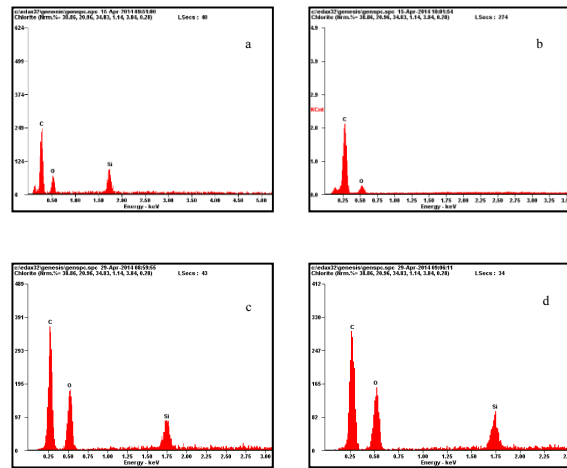 c:\edax32\genesis\genspc.spc 15-Apr-2014 08:59:00
Chlorite (Nrm.%= 38.86, 20.96, 34.83, 1.14, 3.84, 0.28) LSecs : 40
a
624
499
374
249
124
0
C
O
Si
0.50 1.00 1.50 2.00 2.50 3.00 3.50 4.00 4.50 5.00
Energy - keV
c:\edax32\genesis\genspc.spc 15-Apr-2014 10:01:54
Chlorite (Nrm.%= 38.86, 20.96, 34.83, 1.14, 3.84, 0.28) LSecs : 274
b
4.9
3.9
2.9
KCnt
2.0
1.0
0.0
C
O
0.25 0.50 0.75 1.00 1.25 1.50 1.75 2.00 2.25 2.50 2.75 3.00 3.25 3.50
Energy - keV
c:\edax32\genesis\genspc.spc 29-Apr-2014 08:59:55
Chlorite (Nrm.%= 38.86, 20.96, 34.83, 1.14, 3.84, 0.28) LSecs : 43
c
489
391
293
195
97
0
C
O
Si
0.25 0.50 0.75 1.00 1.25 1.50 1.75 2.00 2.25 2.50 2.75 3.00
Energy - keV
c:\edax32\genesis\genspc.spc 29-Apr-2014 09:06:11
Chlorite (Nrm.%= 38.86, 20.96, 34.83, 1.14, 3.84, 0.28) LSecs : 34
d
412
330
247
165
82
0
C
O
Si
0.25 0.50 0.75 1.00 1.25 1.50 1.75 2.00 2.25 2.50
Energy - keV